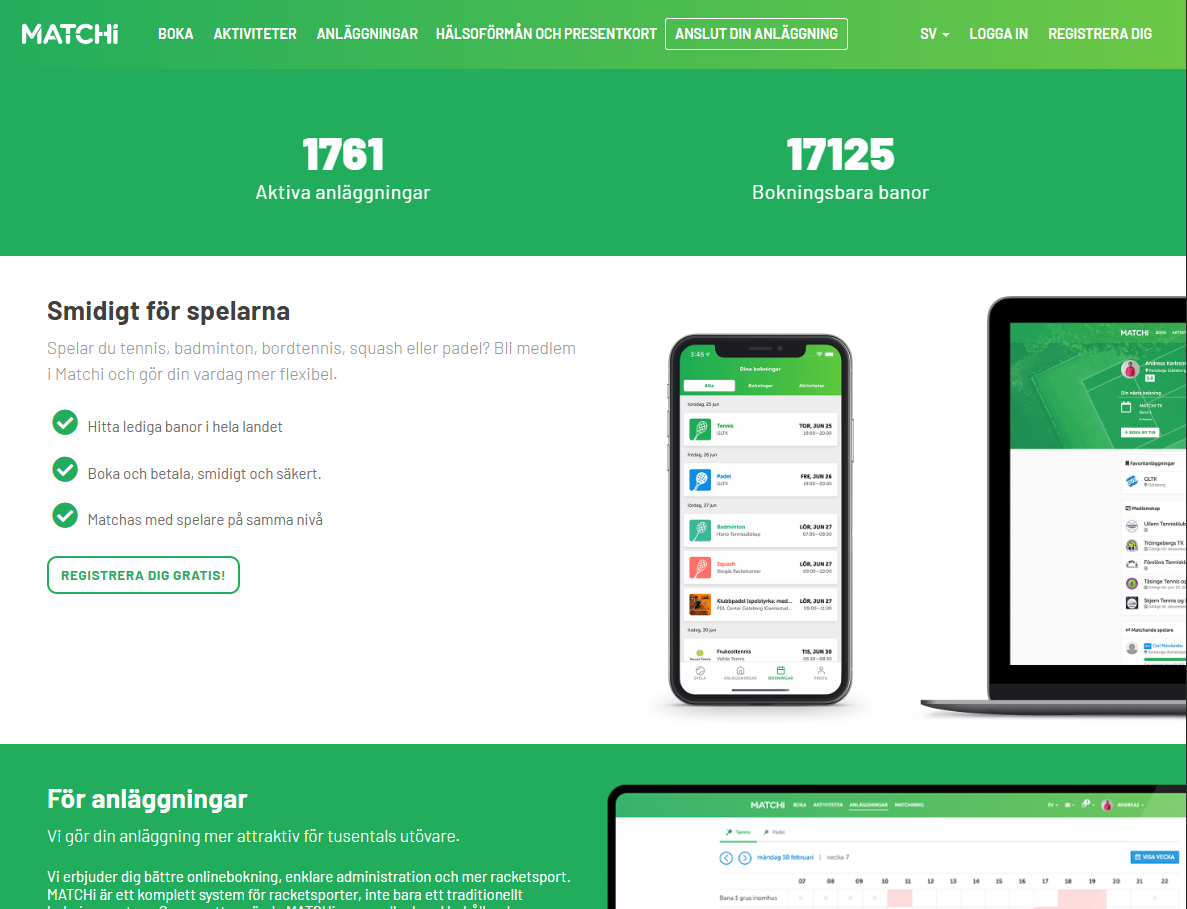 MATCHi
BOKA
AKTIVITETER
ANLÄGGNINGAR
HÄLSOFÖRMÅN OCH PRESENTKORT
ANSLUT DIN ANLÄGGNING
SV
LOGGA IN
REGISTRERA DIG
1761
Aktiva anläggningar
17125
Bokningsbara banor
Smidigt för spelarna
Spelar du tennis, badminton, bordtennis, squash eller padel? Bli medlem
i Matchi och gör din vardag mer flexibel.
Hitta lediga banor i hela landet
Boka och betala, smidigt och säkert.
Matchas med spelare på samma nivå
REGISTRERA DIG GRATIS!
3:45
Dina bokningar
Alla
Bokningar
Aktiviteter
torsdag, 25 jun
Tennis
TOR, JUN 25
GLTK
19:00–20:00
fredag, 26 jun
Padel
FRE, JUN 26
GLTK
19:00–20:00
lördag, 27 jun
Badminton
LÖR, JUN 27
Hönö Tennissällskap
07:00–08:00
Squash
LÖR, JUN 27
Skogås Racketcenter
09:00–10:00
Klubbpadel (spelstyrka: med...
LÖR, JUN 27
PDL Center Göteborg (Gamlestad...
09:00–11:00
tisdag, 30 jun
Frukosttennis
TIS, JUN 30
06:30–08:30
SPELA
ANLÄGGNINGAR
BOKNINGAR
PROFIL
MATCHi
BOKA
Andreas Karlsson
Din nästa bokning
MATCHi TK
Bana 1
+ BOKA NY TID
Favoritanläggningar
GLTK
Göteborg
Medlemskap
Ullern Tennisklub
Tröingebergs TK
Förslövs Tenniskl
Tåsinge Tennis o
Skjern Tennis og
Matchande spelare
Carl Näslander
För anläggningar
Vi gör din anläggning mer attraktiv för tusentals utövare.
Vi erbjuder dig bättre onlinebokning, enklare administration och mer racketsport.
MATCHi är ett komplett system för racketsporter, inte bara ett traditionellt
MATCHi
BOKA
AKTIVITETER
ANLÄGGNINGAR
MATCHNING
SV
ANDREAS
Tennis
Padel
måndag 10 februari | vecka 7
VISA VECKA
07 08 09 10 11 12 13 14 15 16 17 18 19 20 21 22
Bana 1 grus inomhus